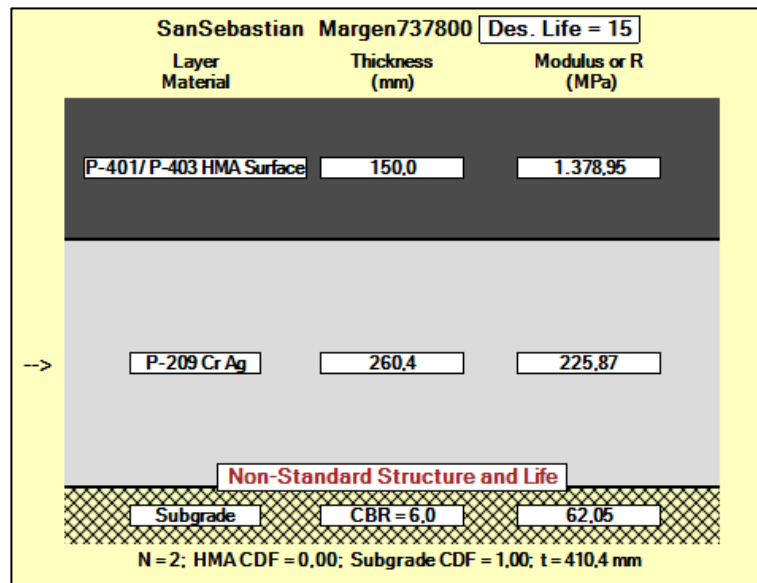 SanSebastian Margen737800 Des. Life = 15
Layer Material Thickness (mm) Modulus or R (MPa)
P-401/ P-403 HMA Surface 150,0 1.378,95
--> P-209 Cr Ag 260,4 225,87
Non-Standard Structure and Life
Subgrade CBR = 6,0 62,05
N = 2; HMA CDF = 0,00; Subgrade CDF = 1,00; t = 410,4 mm